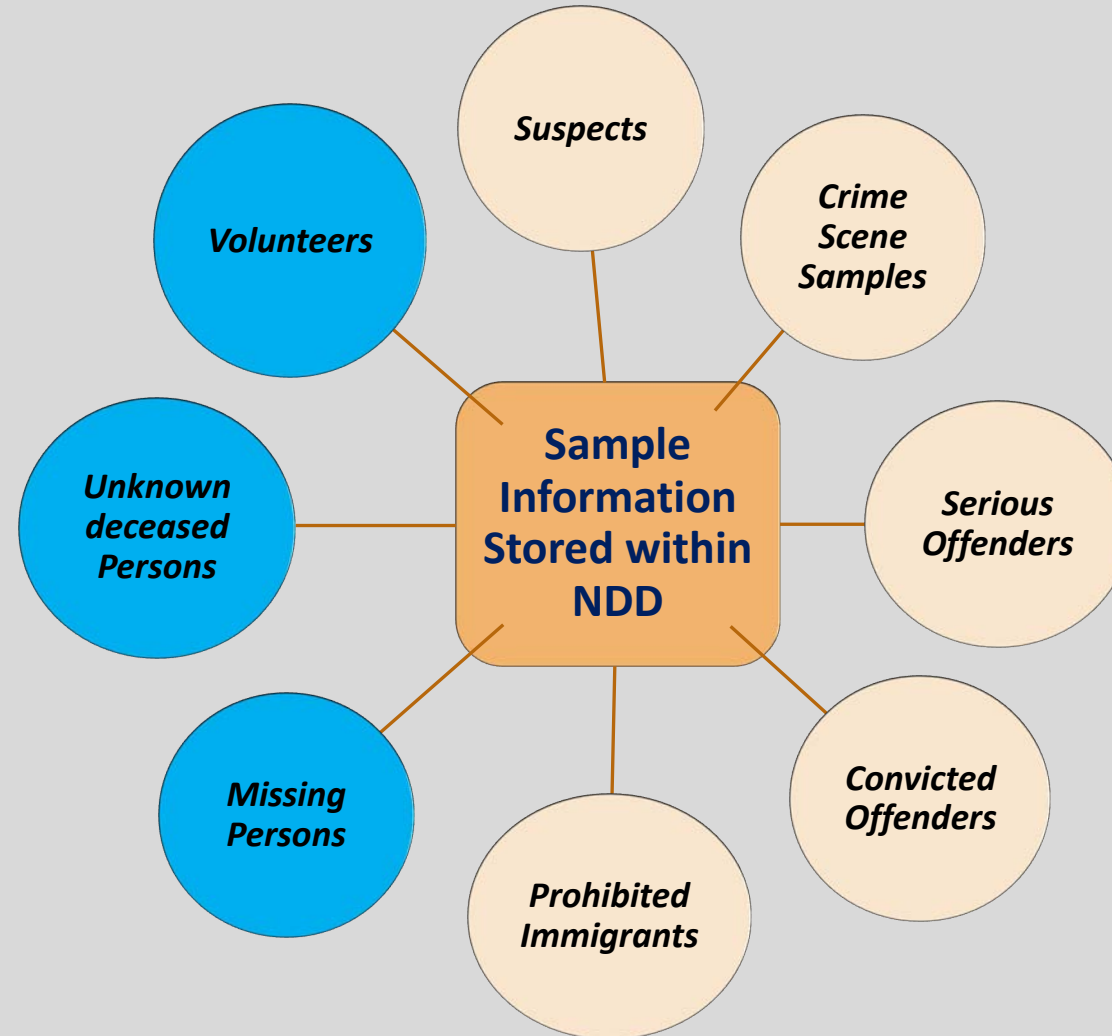 Suspects
Crime
Scene
Samples
Volunteers
Sample
Information
Stored within
NDD
Unknown
deceased
Persons
Serious
Offenders
Missing
Persons
Convicted
Offenders
Prohibited
Immigrants